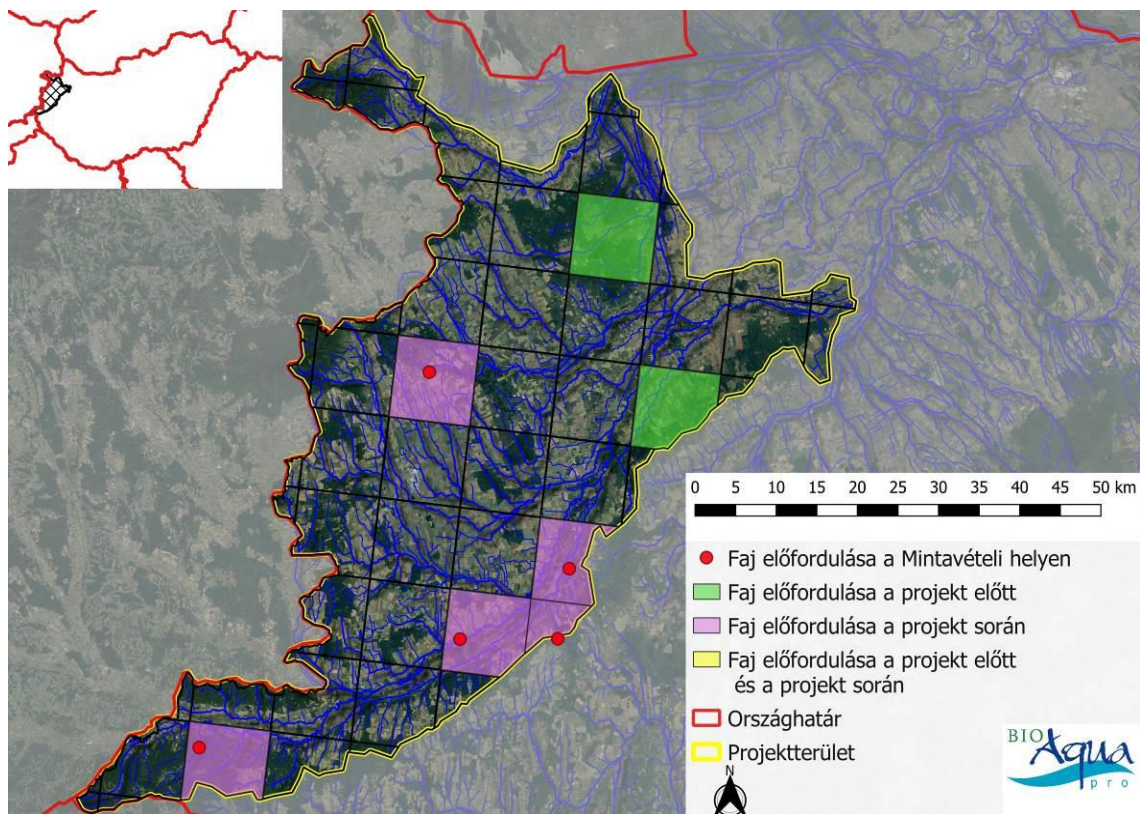 0 5 10 15 20 25 30 35 40 45 50 km
Faj előfordulása a Mintavételi helyen
Faj előfordulása a projekt előtt
Faj előfordulása a projekt során
Faj előfordulása a projekt előtt
és a projekt során
Országhatár
Projektterület
N
BIO
Aqua
pro